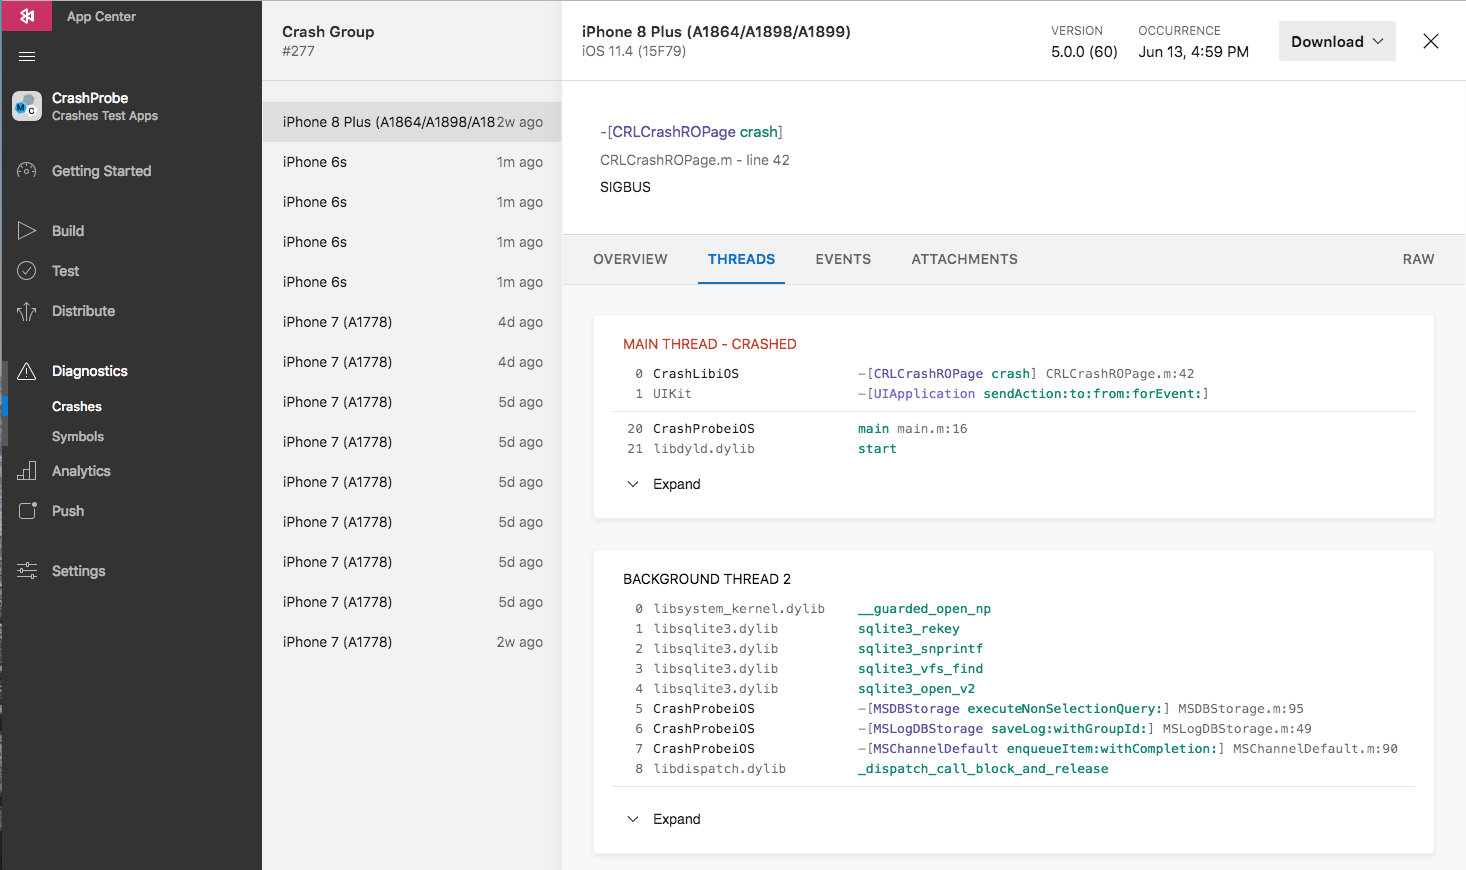 App Center
CrashProbe
Crashes Test Apps
M
C
Getting Started
Build
Test
Distribute
Diagnostics
Crashes
Symbols
Analytics
Push
Settings
Crash Group
#277
iPhone 8 Plus (A1864/A1898/A18 2w ago
iPhone 6s 1m ago
iPhone 6s 1m ago
iPhone 6s 1m ago
iPhone 6s 1m ago
iPhone 7 (A1778) 4d ago
iPhone 7 (A1778) 4d ago
iPhone 7 (A1778) 5d ago
iPhone 7 (A1778) 5d ago
iPhone 7 (A1778) 5d ago
iPhone 7 (A1778) 5d ago
iPhone 7 (A1778) 5d ago
iPhone 7 (A1778) 5d ago
iPhone 7 (A1778) 2w ago
iPhone 8 Plus (A1864/A1898/A1899)
iOS 11.4 (15F79)
VERSION
5.0.0 (60)
OCCURRENCE
Jun 13, 4:59 PM
Download
-[CRLCrashROPage crash]
CRLCrashROPage.m - line 42
SIGBUS
OVERVIEW THREADS EVENTS ATTACHMENTS RAW
MAIN THREAD - CRASHED
0 CrashLibiOS -[CRLCrashROPage crash] CRLCrashROPage.m:42
1 UIKit -[UIApplication sendAction:to:from:forEvent:]
20 CrashProbeiOS main main.m:16
21 libdyld.dylib start
Expand
BACKGROUND THREAD 2
0 libsystem_kernel.dylib __guarded_open_np
1 libsqlite3.dylib sqlite3_rekey
2 libsqlite3.dylib sqlite3_snprintf
3 libsqlite3.dylib sqlite3_vfs_find
4 libsqlite3.dylib sqlite3_open_v2
5 CrashProbeiOS -[MSDBStorage executeNonSelectionQuery:] MSDBStorage.m:95
6 CrashProbeiOS -[MSLogDBStorage saveLog:withGroupId:] MSLogDBStorage.m:49
7 CrashProbeiOS -[MSChannelDefault enqueueItem:withCompletion:] MSChannelDefault.m:90
8 libdispatch.dylib _dispatch_call_block_and_release
Expand